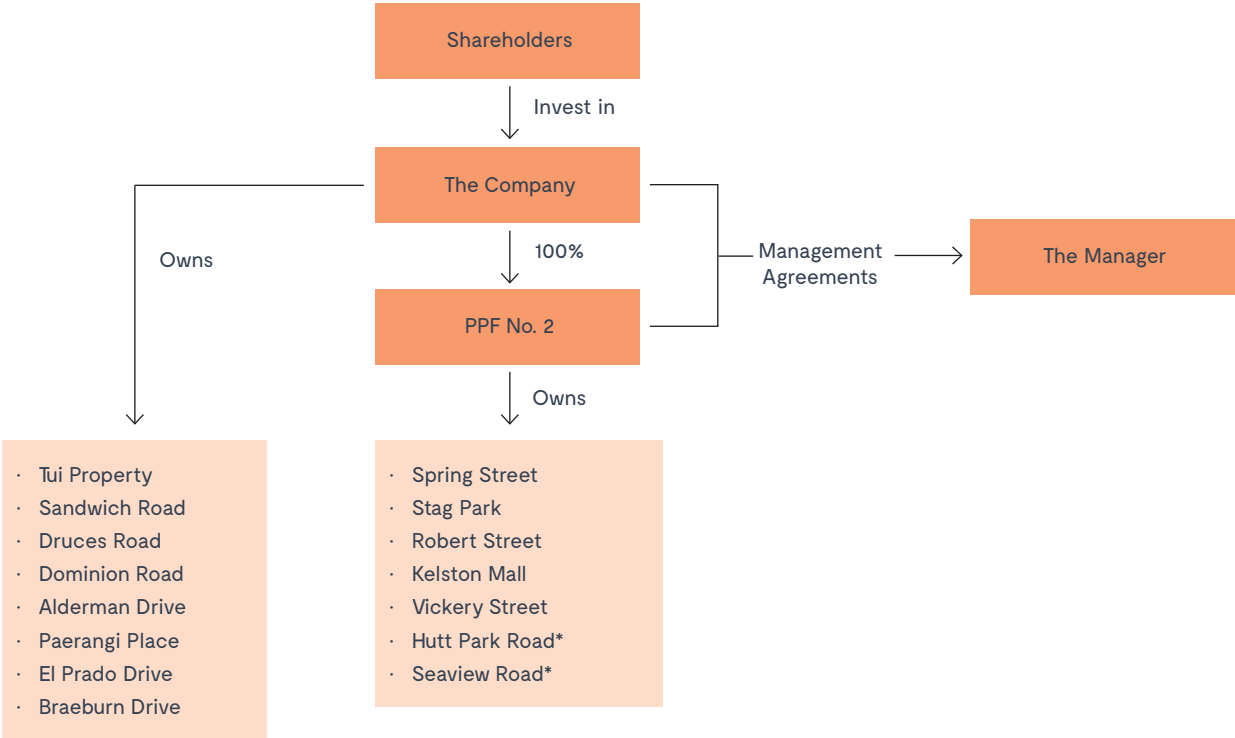 Shareholders
Invest in
The Company
Owns
100%
Management
Agreements
The Manager
PPF No. 2
Owns
· Tui Property
· Sandwich Road
· Druces Road
· Dominion Road
· Alderman Drive
· Paerangi Place
· El Prado Drive
· Braeburn Drive
· Spring Street
· Stag Park
· Robert Street
· Kelston Mall
· Vickery Street
· Hutt Park Road*
· Seaview Road*